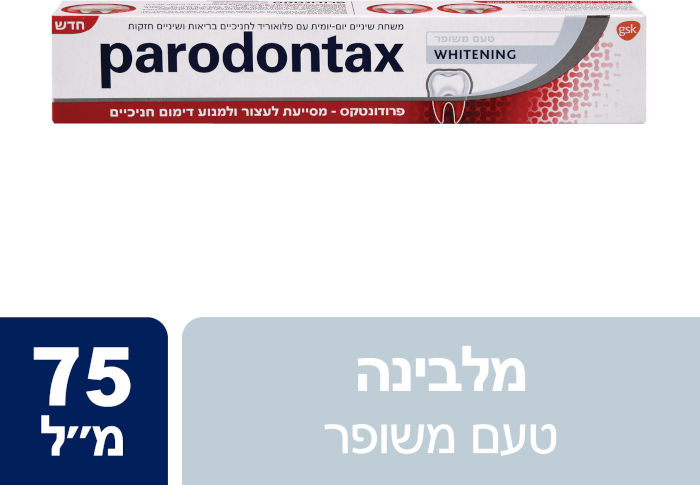 חדש
משחת שיניים יום-יומית עם פלואוריד לחניכיים בריאות ושיניים חזקות
parodontax
טעם משופר
WHITENING
gsk
פרודונטקס - מסייעת לעצור ולמנוע דימום חניכיים
75
מ״ל
מלבינה
טעם משופר